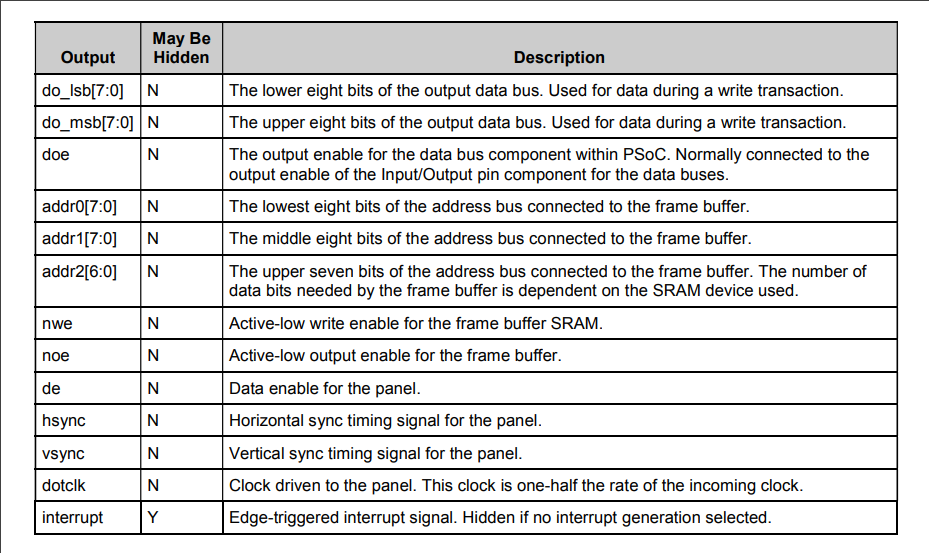 Output May Be Hidden Description
do_lsb[7:0] N The lower eight bits of the output data bus. Used for data during a write transaction.
do_msb[7:0] N The upper eight bits of the output data bus. Used for data during a write transaction.
doe N The output enable for the data bus component within PSoC. Normally connected to the
output enable of the Input/Output pin component for the data buses.
addr0[7:0] N The lowest eight bits of the address bus connected to the frame buffer.
addr1[7:0] N The middle eight bits of the address bus connected to the frame buffer.
addr2[6:0] N The upper seven bits of the address bus connected to the frame buffer. The number of
data bits needed by the frame buffer is dependent on the SRAM device used.
nwe N Active-low write enable for the frame buffer SRAM.
noe N Active-low output enable for the frame buffer.
de N Data enable for the panel.
hsync N Horizontal sync timing signal for the panel.
vsync N Vertical sync timing signal for the panel.
dotclk N Clock driven to the panel. This clock is one-half the rate of the incoming clock.
interrupt Y Edge-triggered interrupt signal. Hidden if no interrupt generation selected.